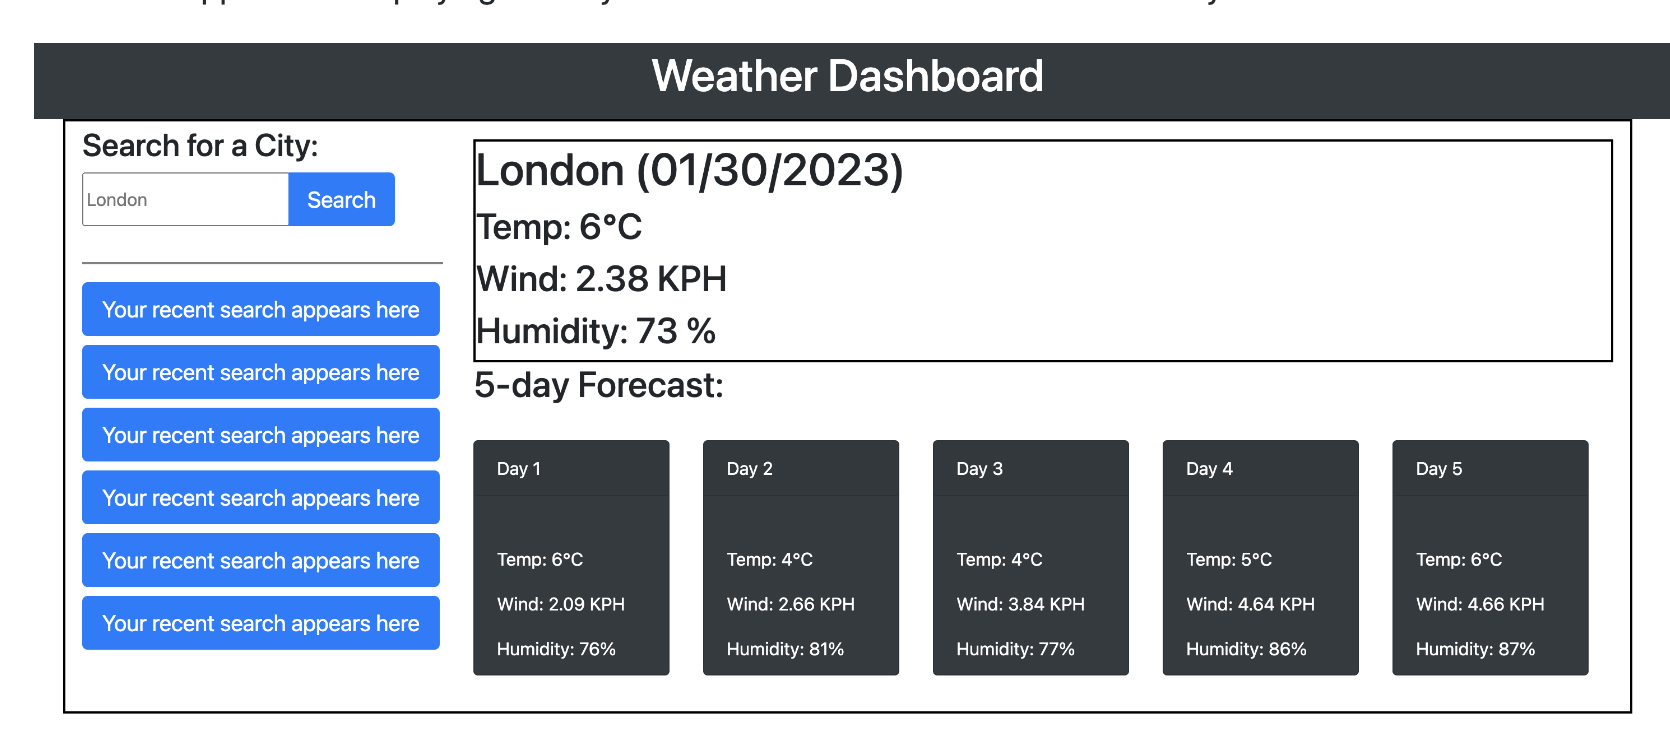 Weather Dashboard
Search for a City:
London
Search
Your recent search appears here
Your recent search appears here
Your recent search appears here
Your recent search appears here
Your recent search appears here
Your recent search appears here
London (01/30/2023)
Temp: 6°C
Wind: 2.38 KPH
Humidity: 73 %
5-day Forecast:
Day 1
Temp: 6°C
Wind: 2.09 KPH
Humidity: 76%
Day 2
Temp: 4°C
Wind: 2.66 KPH
Humidity: 81%
Day 3
Temp: 4°C
Wind: 3.84 KPH
Humidity: 77%
Day 4
Temp: 5°C
Wind: 4.64 KPH
Humidity: 86%
Day 5
Temp: 6°C
Wind: 4.66 KPH
Humidity: 87%